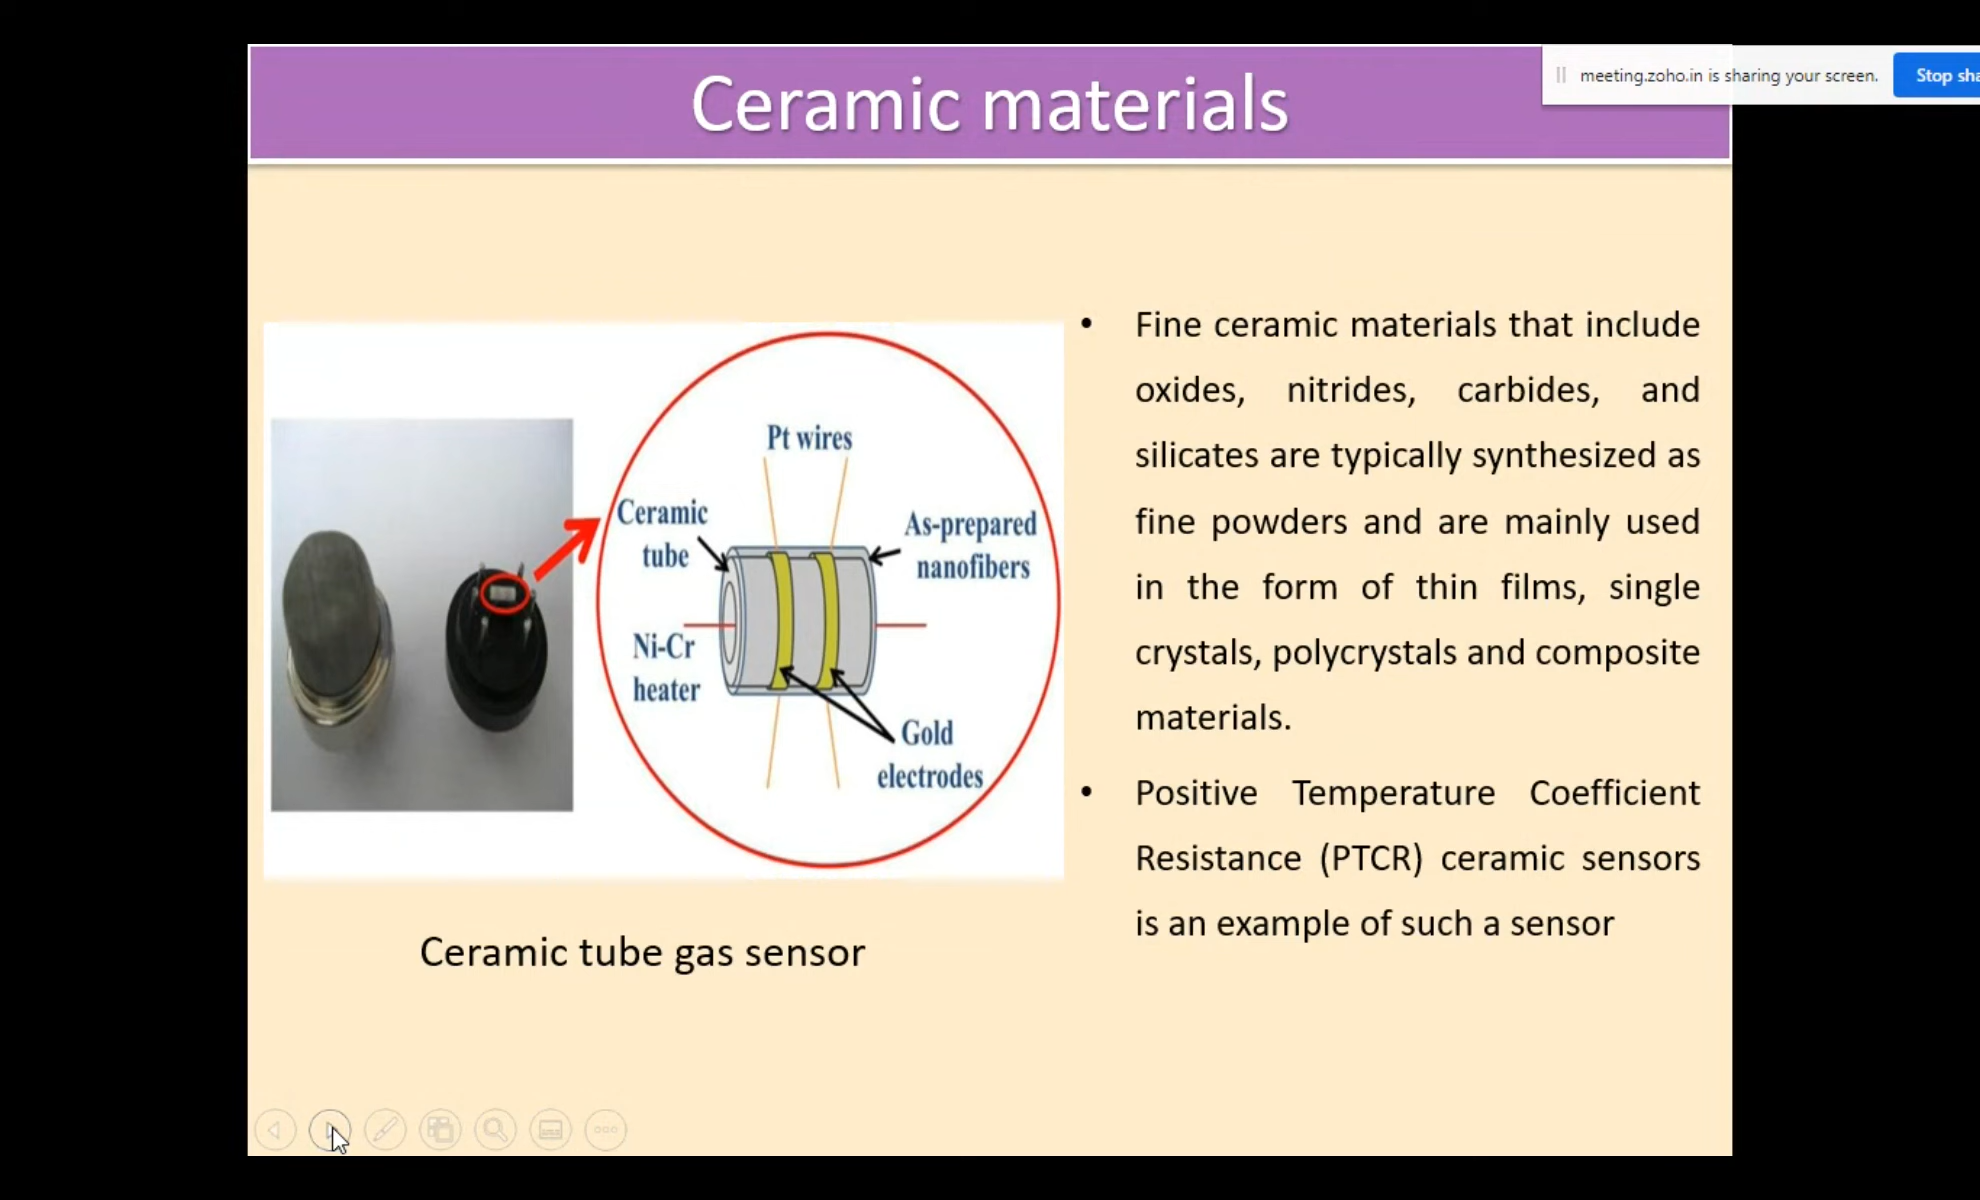 Ceramic materials
meeting.zoho.in is sharing your screen.
Stop sha
Pt wires
Ceramic
tube
As-prepared
nanofibers
Ni-Cr
heater
Gold
electrodes
Ceramic tube gas sensor
• Fine ceramic materials that include
oxides, nitrides, carbides, and
silicates are typically synthesized as
fine powders and are mainly used
in the form of thin films, single
crystals, polycrystals and composite
materials.
• Positive Temperature Coefficient
Resistance (PTCR) ceramic sensors
is an example of such a sensor